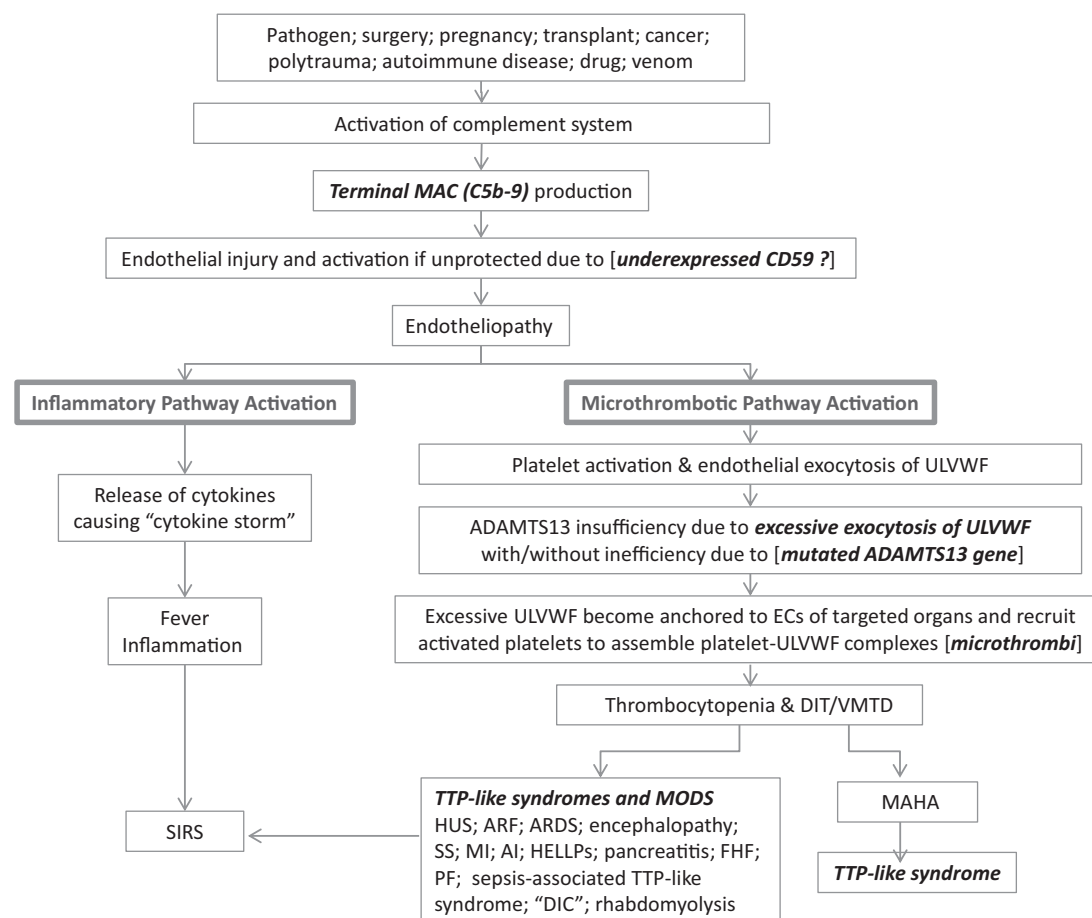 Pathogen; surgery; pregnancy; transplant; cancer;
polytrauma; autoimmune disease; drug; venom
Activation of complement system
Terminal MAC (C5b-9) production
Endothelial injury and activation if unprotected due to [underexpressed CD59 ?]
Endotheliopathy
Inflammatory Pathway Activation
Microthrombotic Pathway Activation
Release of cytokines
causing “cytokine storm”
Fever
Inflammation
SIRS
Platelet activation & endothelial exocytosis of ULVWF
ADAMTS13 insufficiency due to excessive exocytosis of ULVWF
with/without inefficiency due to [mutated ADAMTS13 gene]
Excessive ULVWF become anchored to ECs of targeted organs and recruit
activated platelets to assemble platelet-ULVWF complexes [microthrombi]
Thrombocytopenia & DIT/VMTD
TTP-like syndromes and MODS
HUS; ARF; ARDS; encephalopathy;
SS; MI; AI; HELLPs; pancreatitis; FHF;
PF; sepsis-associated TTP-like
syndrome; “DIC”; rhabdomyolysis
MAHA
TTP-like syndrome